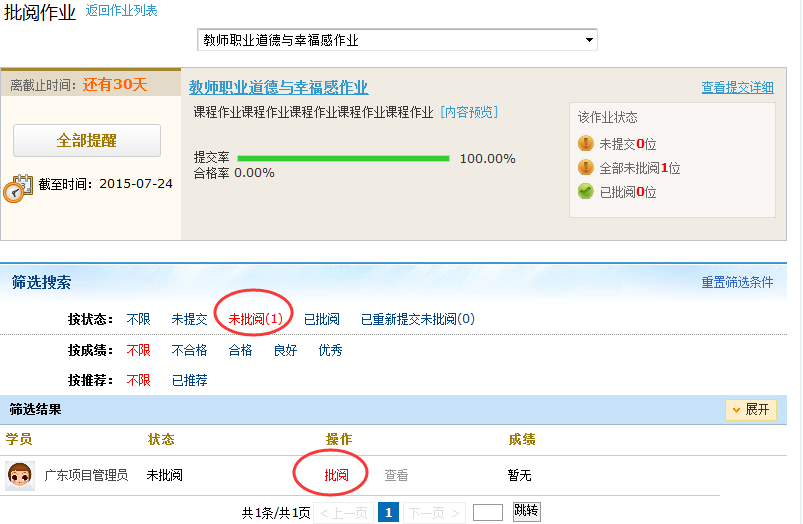 批阅作业 返回作业列表
教师职业道德与幸福感作业
离截止时间：还有30天
全部提醒
截至时间：2015-07-24
教师职业道德与幸福感作业 查看提交详细
课程作业课程作业课程作业课程作业课程作业 [内容预览]
提交率 100.00%
合格率 0.00%
该作业状态
未提交0位
全部未批阅1位
已批阅0位
筛选搜索 重置筛选条件
按状态： 不限 未提交 未批阅(1) 已批阅 已重新提交未批阅(0)
按成绩： 不限 不合格 合格 良好 优秀
按推荐： 不限 已推荐
筛选结果 展开
学员 状态 操作 成绩
广东项目管理员 未批阅 批阅 查看 暂无
共1条/共1页 < 上一页 1 下一页 > 跳转